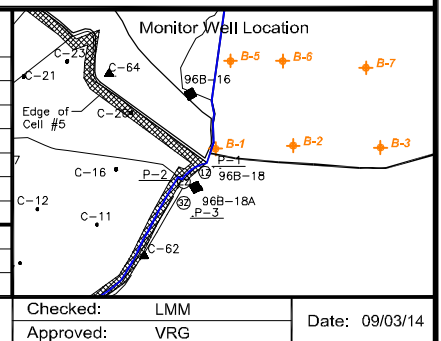 Monitor Well Location
C-23
C-64
C-21
96B-16
B-5
B-6
B-7
Edge of
Cell #5
C-26
B-1
B-2
B-3
7
C-16
P-2
P-1
12
96B-18
C-12
32
96B-18A
P-3
C-11
C-62
Checked: LMM
Approved: VRG
Date: 09/03/14